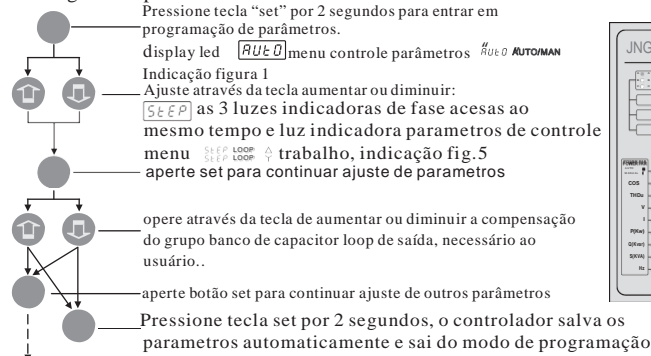 Pressione tecla “set” por 2 segundos para entrar em
programação de parâmetros.
display led AUtO menu controle parâmetros AUtO AUTO/MAN
Indicação figura 1
Ajuste através da tecla aumentar ou diminuir:
StEP as 3 luzes indicadoras de fase acesas ao
mesmo tempo e luz indicadora parametros de controle
menu StEP LOOP StEP LOOP trabalho, indicação fig.5
aperte set para continuar ajuste de parametros
opere através da tecla de aumentar ou diminuir a compensação
do grupo banco de capacitor loop de saída, necessário ao
usuário..
aperte botão set para continuar ajuste de outros parâmetros
Pressione tecla set por 2 segundos, o controlador salva os
parametros automaticamente e sai do modo de programação
JNG
COS
THDu
V
I
P(Kw)
Q(Kvar)
S(KVA)
Hz